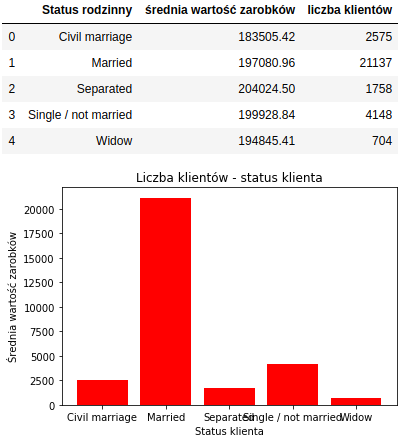 Status rodzinny średnia wartość zarobków liczba klientów
0 Civil marriage 183505.42 2575
1 Married 197080.96 21137
2 Separated 204024.50 1758
3 Single / not married 199928.84 4148
4 Widow 194845.41 704
Liczba klientów - status klienta
Średnia wartość zarobków
20000
17500
15000
12500
10000
7500
5000
2500
0
Civil marriage Married Separated Single / not married Widow
Status klienta